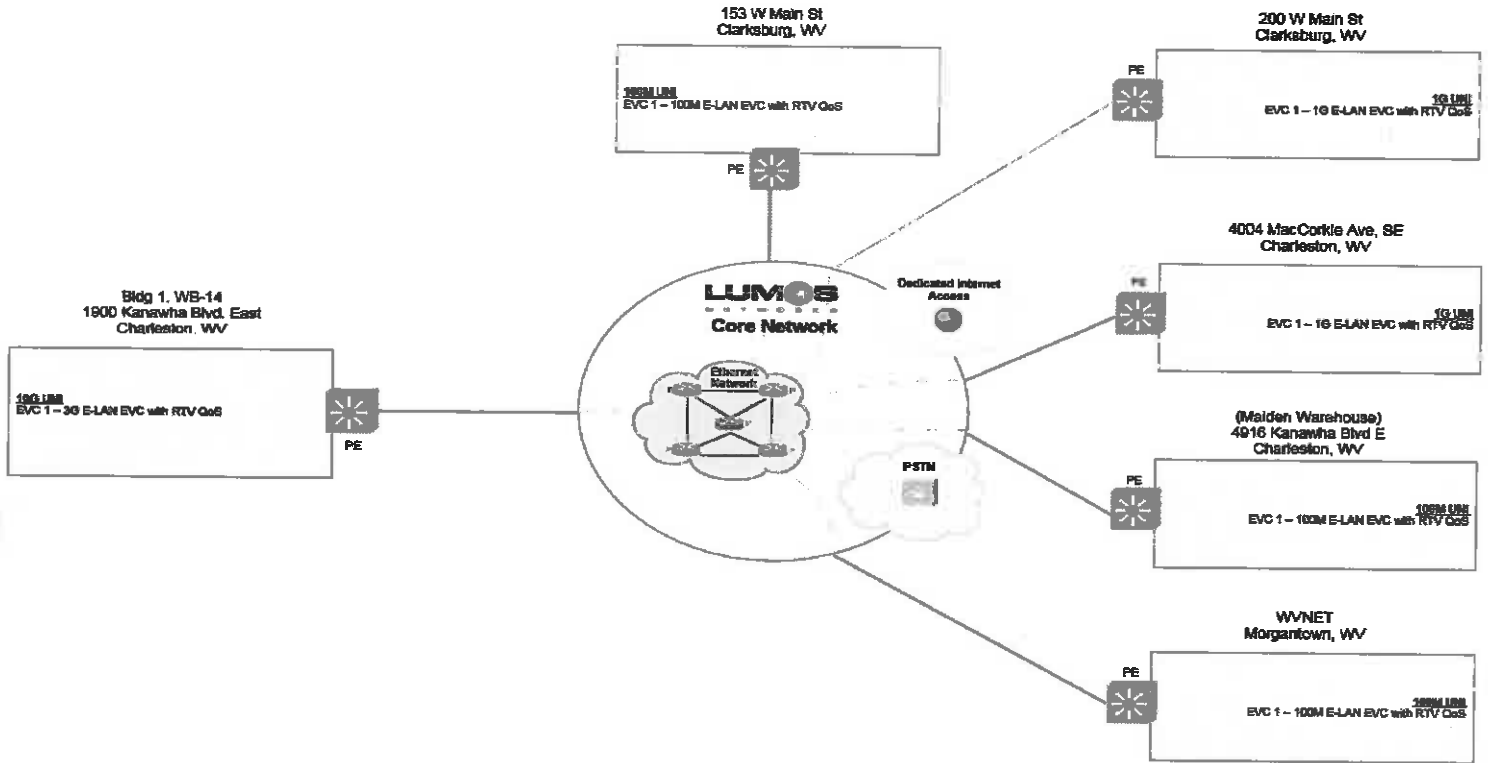 153 W Main St
Clarksburg, WV
100M UNI
EVC 1 – 100M E-LAN EVC with RTV QoS
PE
200 W Main St
Clarksburg, WV
PE
1G UNI
EVC 1 – 1G E-LAN EVC with RTV QoS
4004 MacCorkle Ave, SE
Charleston, WV
PE
1G UNI
EVC 1 – 1G E-LAN EVC with RTV QoS
Bldg 1, WB-14
1900 Kanawha Blvd. East
Charleston, WV
10G UNI
EVC 1 – 3G E-LAN EVC with RTV QoS
PE
LUMOS
NETWORKS
Core Network
Dedicated Internet
Access
Ethernet
Network
PSTN
(Malden Warehouse)
4916 Kanawha Blvd E
Charleston, WV
PE
100M UNI
EVC 1 – 100M E-LAN EVC with RTV QoS
WVNET
Morgantown, WV
PE
100M UNI
EVC 1 – 100M E-LAN EVC with RTV QoS